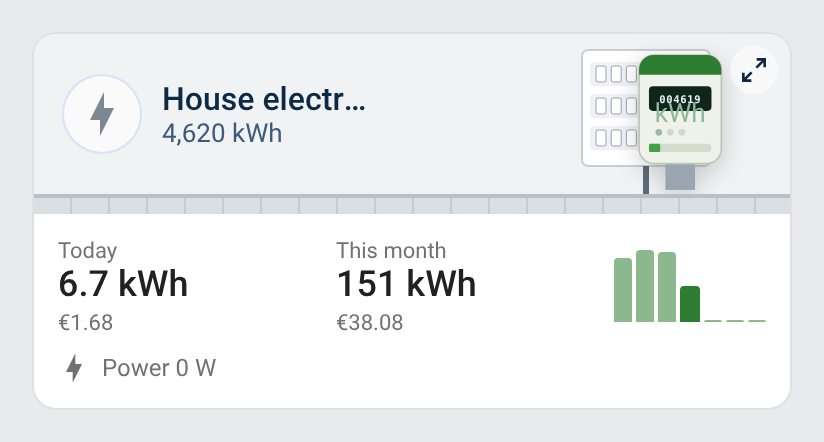 House electr...
4,620 kWh
004619
kWh
Today
6.7 kWh
€1.68
This month
151 kWh
€38.08
Power 0 W